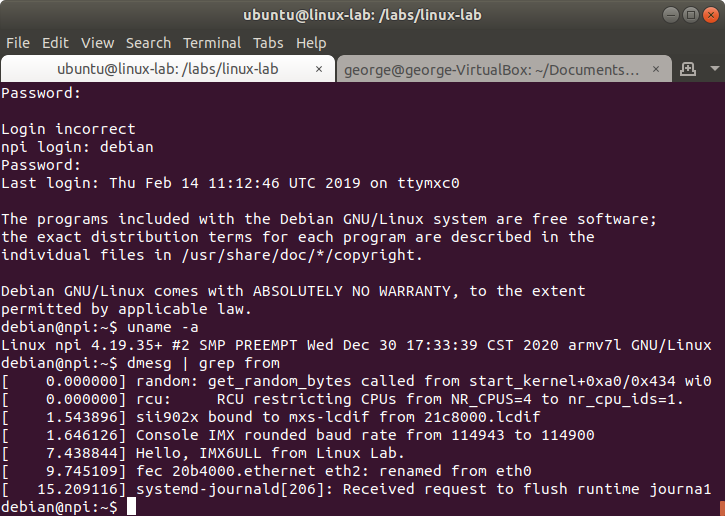 ubuntu@linux-lab: /labs/linux-lab
File Edit View Search Terminal Tabs Help
ubuntu@linux-lab: /labs/linux-lab × george@george-VirtualBox: ~/Documents… ×
Password:
Login incorrect
npi login: debian
Password:
Last login: Thu Feb 14 11:12:46 UTC 2019 on ttymxc0
The programs included with the Debian GNU/Linux system are free software;
the exact distribution terms for each program are described in the
individual files in /usr/share/doc/*/copyright.
Debian GNU/Linux comes with ABSOLUTELY NO WARRANTY, to the extent
permitted by applicable law.
debian@npi:~$ uname -a
Linux npi 4.19.35+ #2 SMP PREEMPT Wed Dec 30 17:33:39 CST 2020 armv7l GNU/Linux
debian@npi:~$ dmesg | grep from
[    0.000000] random: get_random_bytes called from start_kernel+0xa0/0x434 wi0
[    0.000000] rcu:     RCU restricting CPUs from NR_CPUS=4 to nr_cpu_ids=1.
[    1.543896] sii902x bound to mxs-lcdif from 21c8000.lcdif
[    1.646126] Console IMX rounded baud rate from 114943 to 114900
[    7.438844] Hello, IMX6ULL from Linux Lab.
[    9.745109] fec 20b4000.ethernet eth2: renamed from eth0
[   15.209116] systemd-journald[206]: Received request to flush runtime journa1
debian@npi:~$